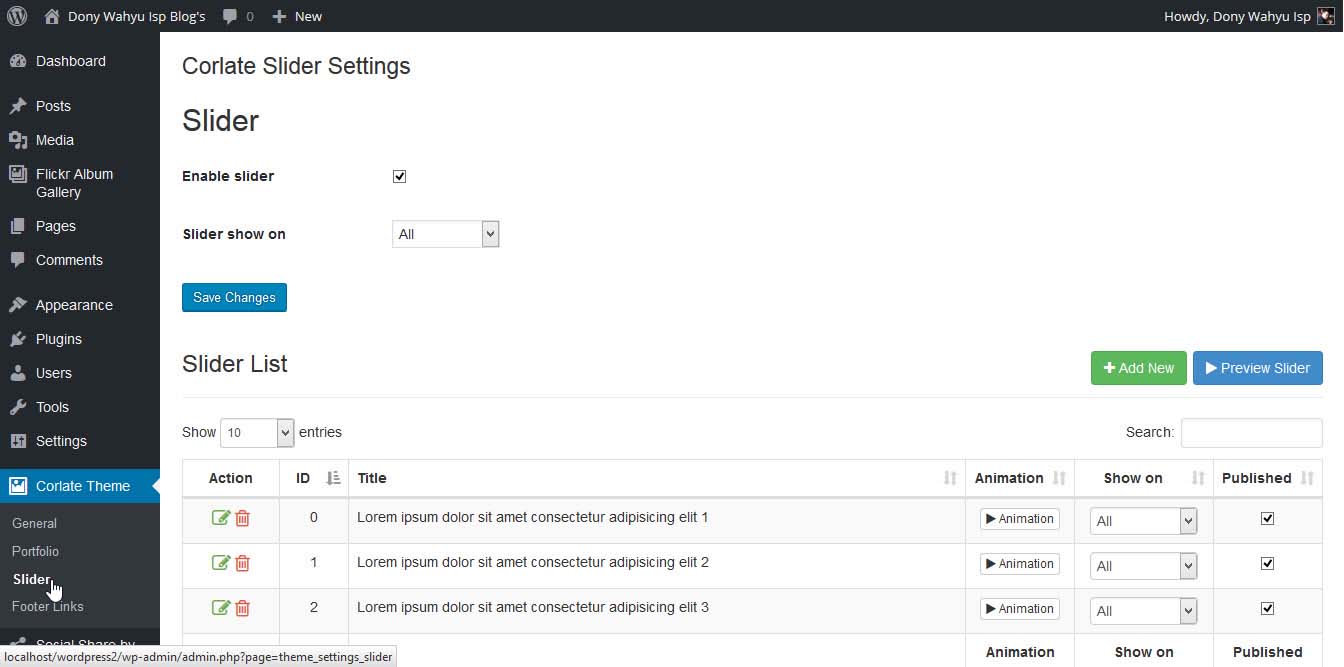 Dony Wahyu Isp Blog's 0 New Howdy, Dony Wahyu Isp
Dashboard
Posts
Media
Flickr Album
Gallery
Pages
Comments
Appearance
Plugins
Users
Tools
Settings
Corlate Theme
General
Portfolio
Slider
Footer Links
Social Share by
Corlate Slider Settings
Slider
Enable slider
Slider show on All
Save Changes
Slider List Add New Preview Slider
Show 10 entries Search:
Action ID Title Animation Show on Published
0 Lorem ipsum dolor sit amet consectetur adipisicing elit 1 Animation All
1 Lorem ipsum dolor sit amet consectetur adipisicing elit 2 Animation All
2 Lorem ipsum dolor sit amet consectetur adipisicing elit 3 Animation All
Animation Show on Published
localhost/wordpress2/wp-admin/admin.php?page=theme_settings_slider